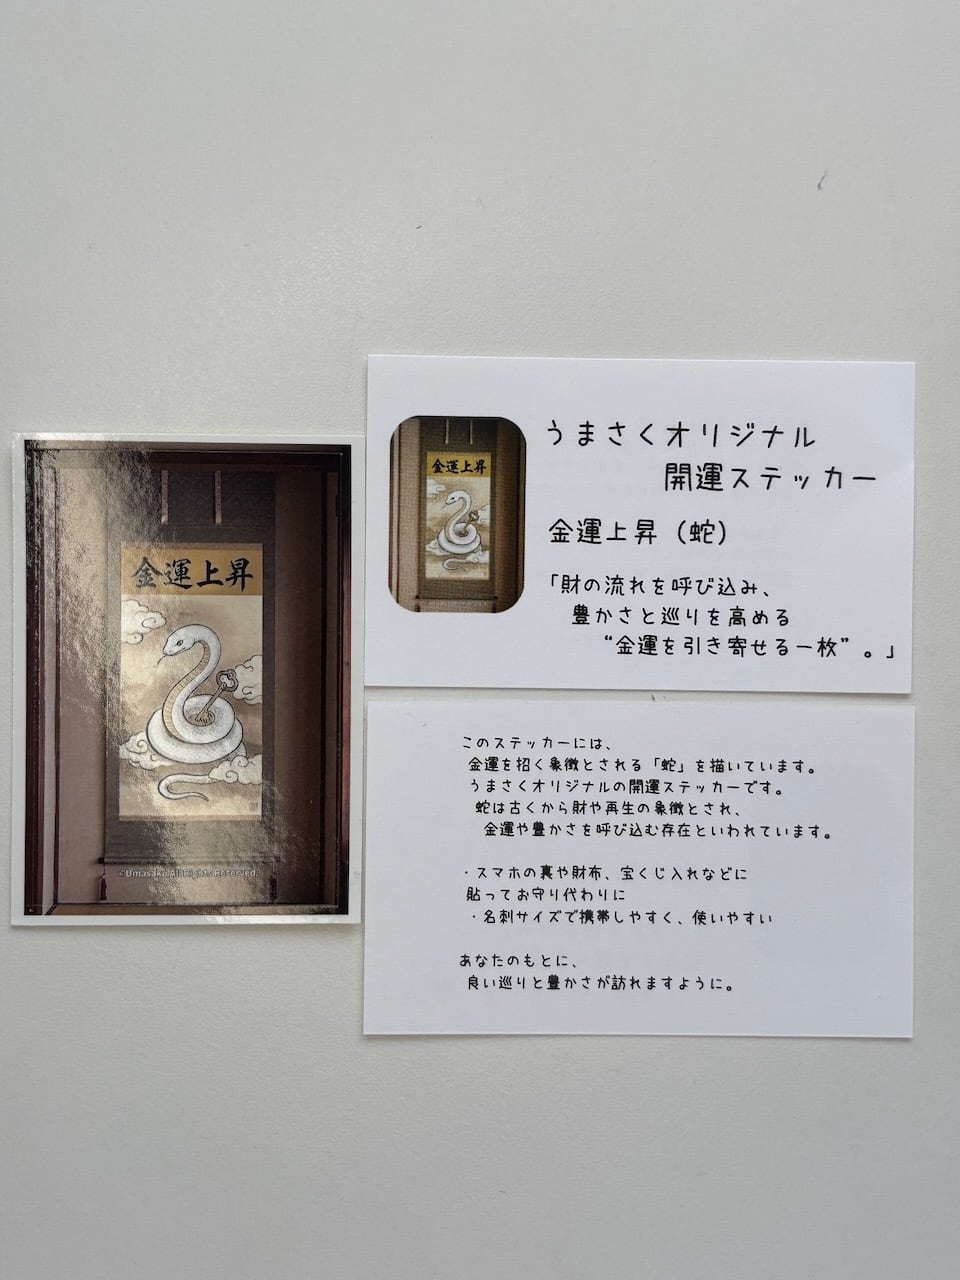 金運上昇
©Umasaku All Rights Reserved.
金運上昇
うまさくオリジナル
開運ステッカー
金運上昇（蛇）
「財の流れを呼び込み、
豊かさと巡りを高める
“金運を引き寄せる一枚”。」
このステッカーには、
金運を招く象徴とされる「蛇」を描いています。
うまさくオリジナルの開運ステッカーです。
蛇は古くから財や再生の象徴とされ、
金運や豊かさを呼び込む存在といわれています。
・スマホの裏や財布、宝くじ入れなどに
貼ってお守り代わりに
・名刺サイズで携帯しやすく、使いやすい
あなたのもとに、
良い巡りと豊かさが訪れますように。